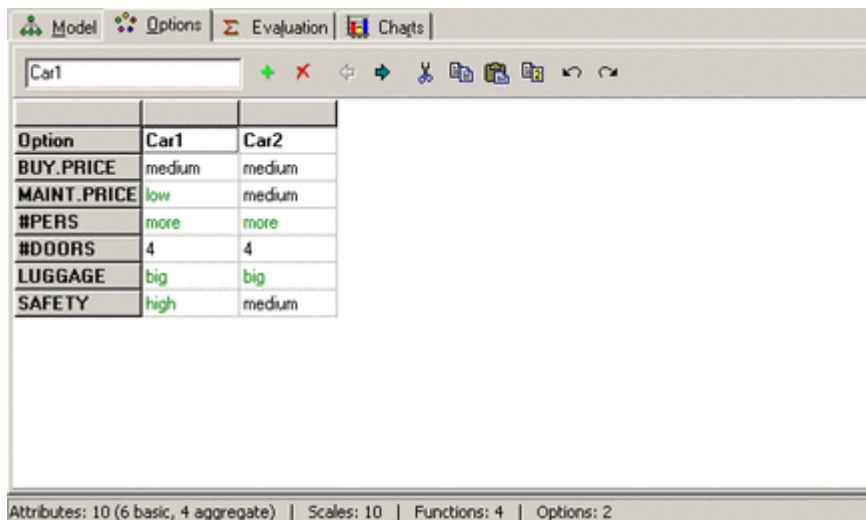 Model Options Evaluation Charts
Car1
Option Car1 Car2
BUY.PRICE medium medium
MAINT.PRICE low medium
#PERS more more
#DOORS 4 4
LUGGAGE big big
SAFETY high medium
Attributes: 10 (6 basic, 4 aggregate) | Scales: 10 | Functions: 4 | Options: 2